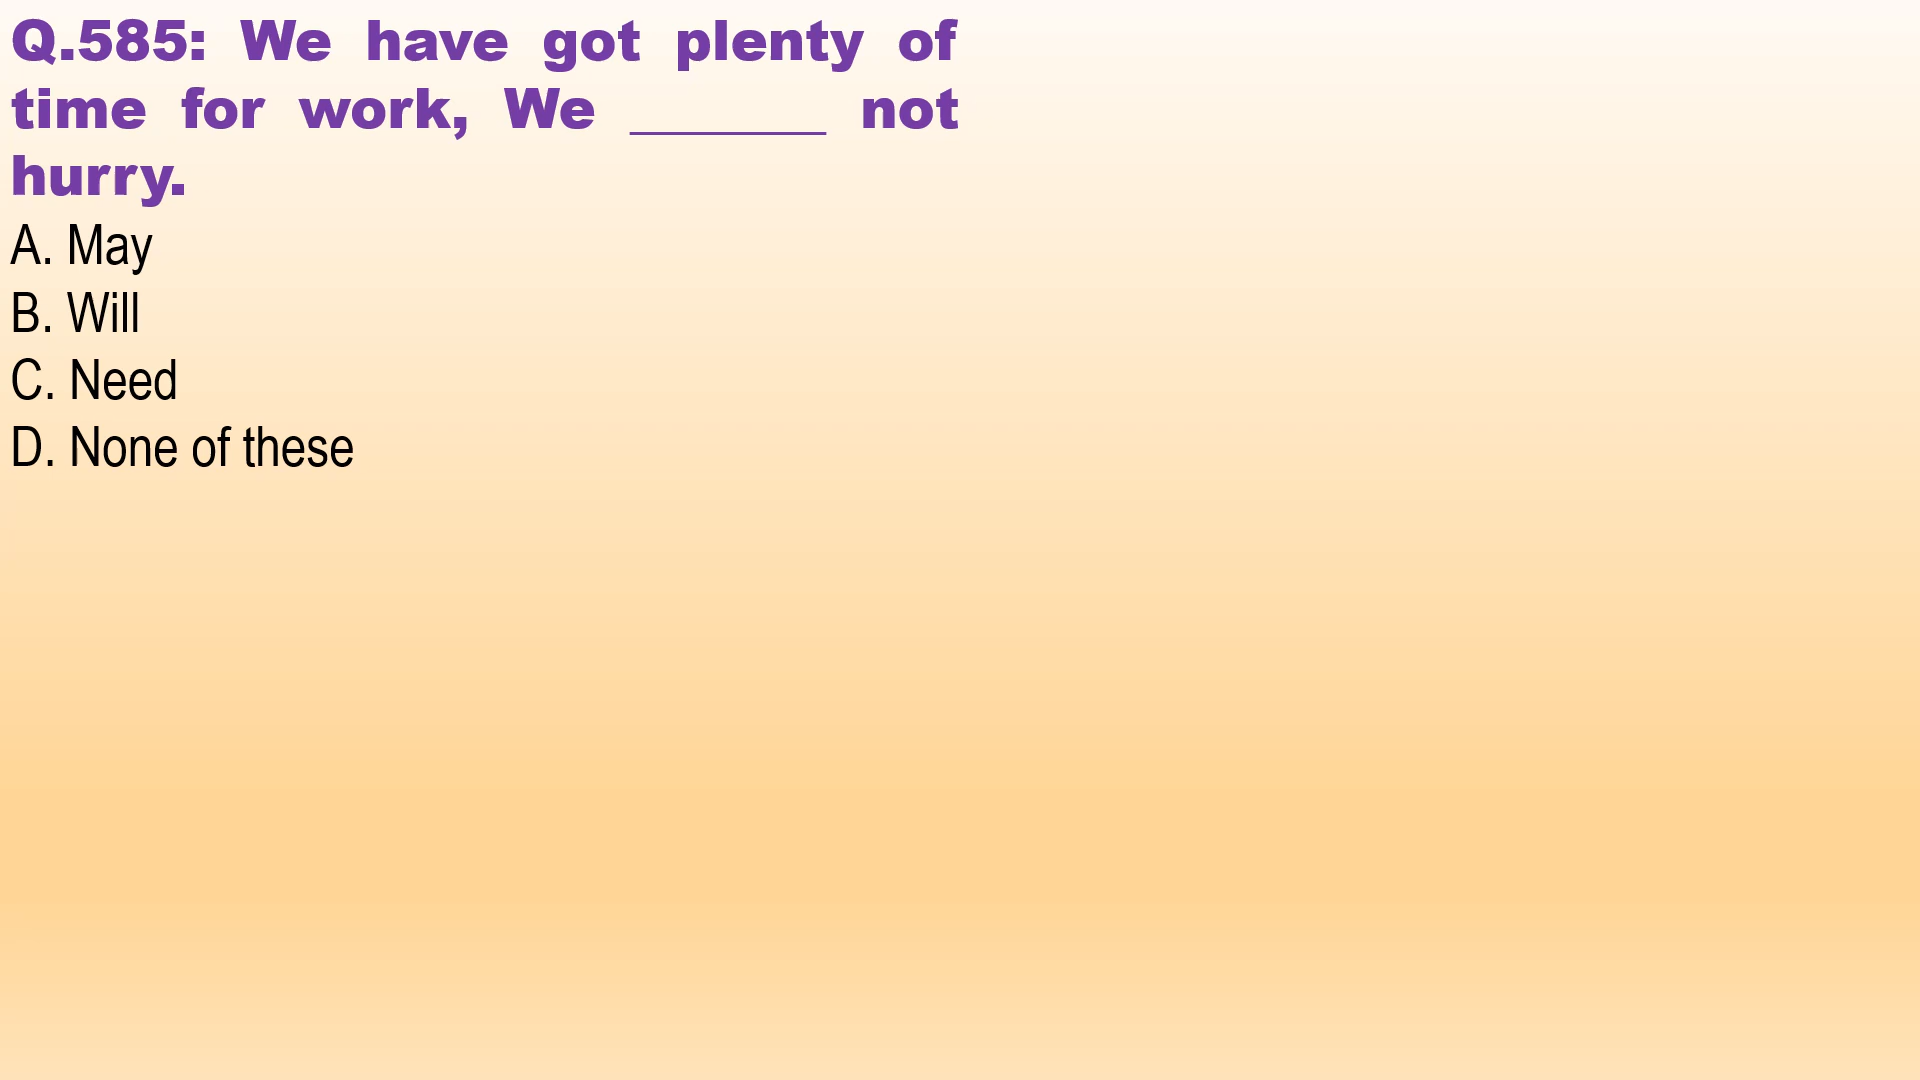 Q.585: We have got plenty of
time for work, We _______ not
hurry.
A. May
B. Will
C. Need
D. None of these